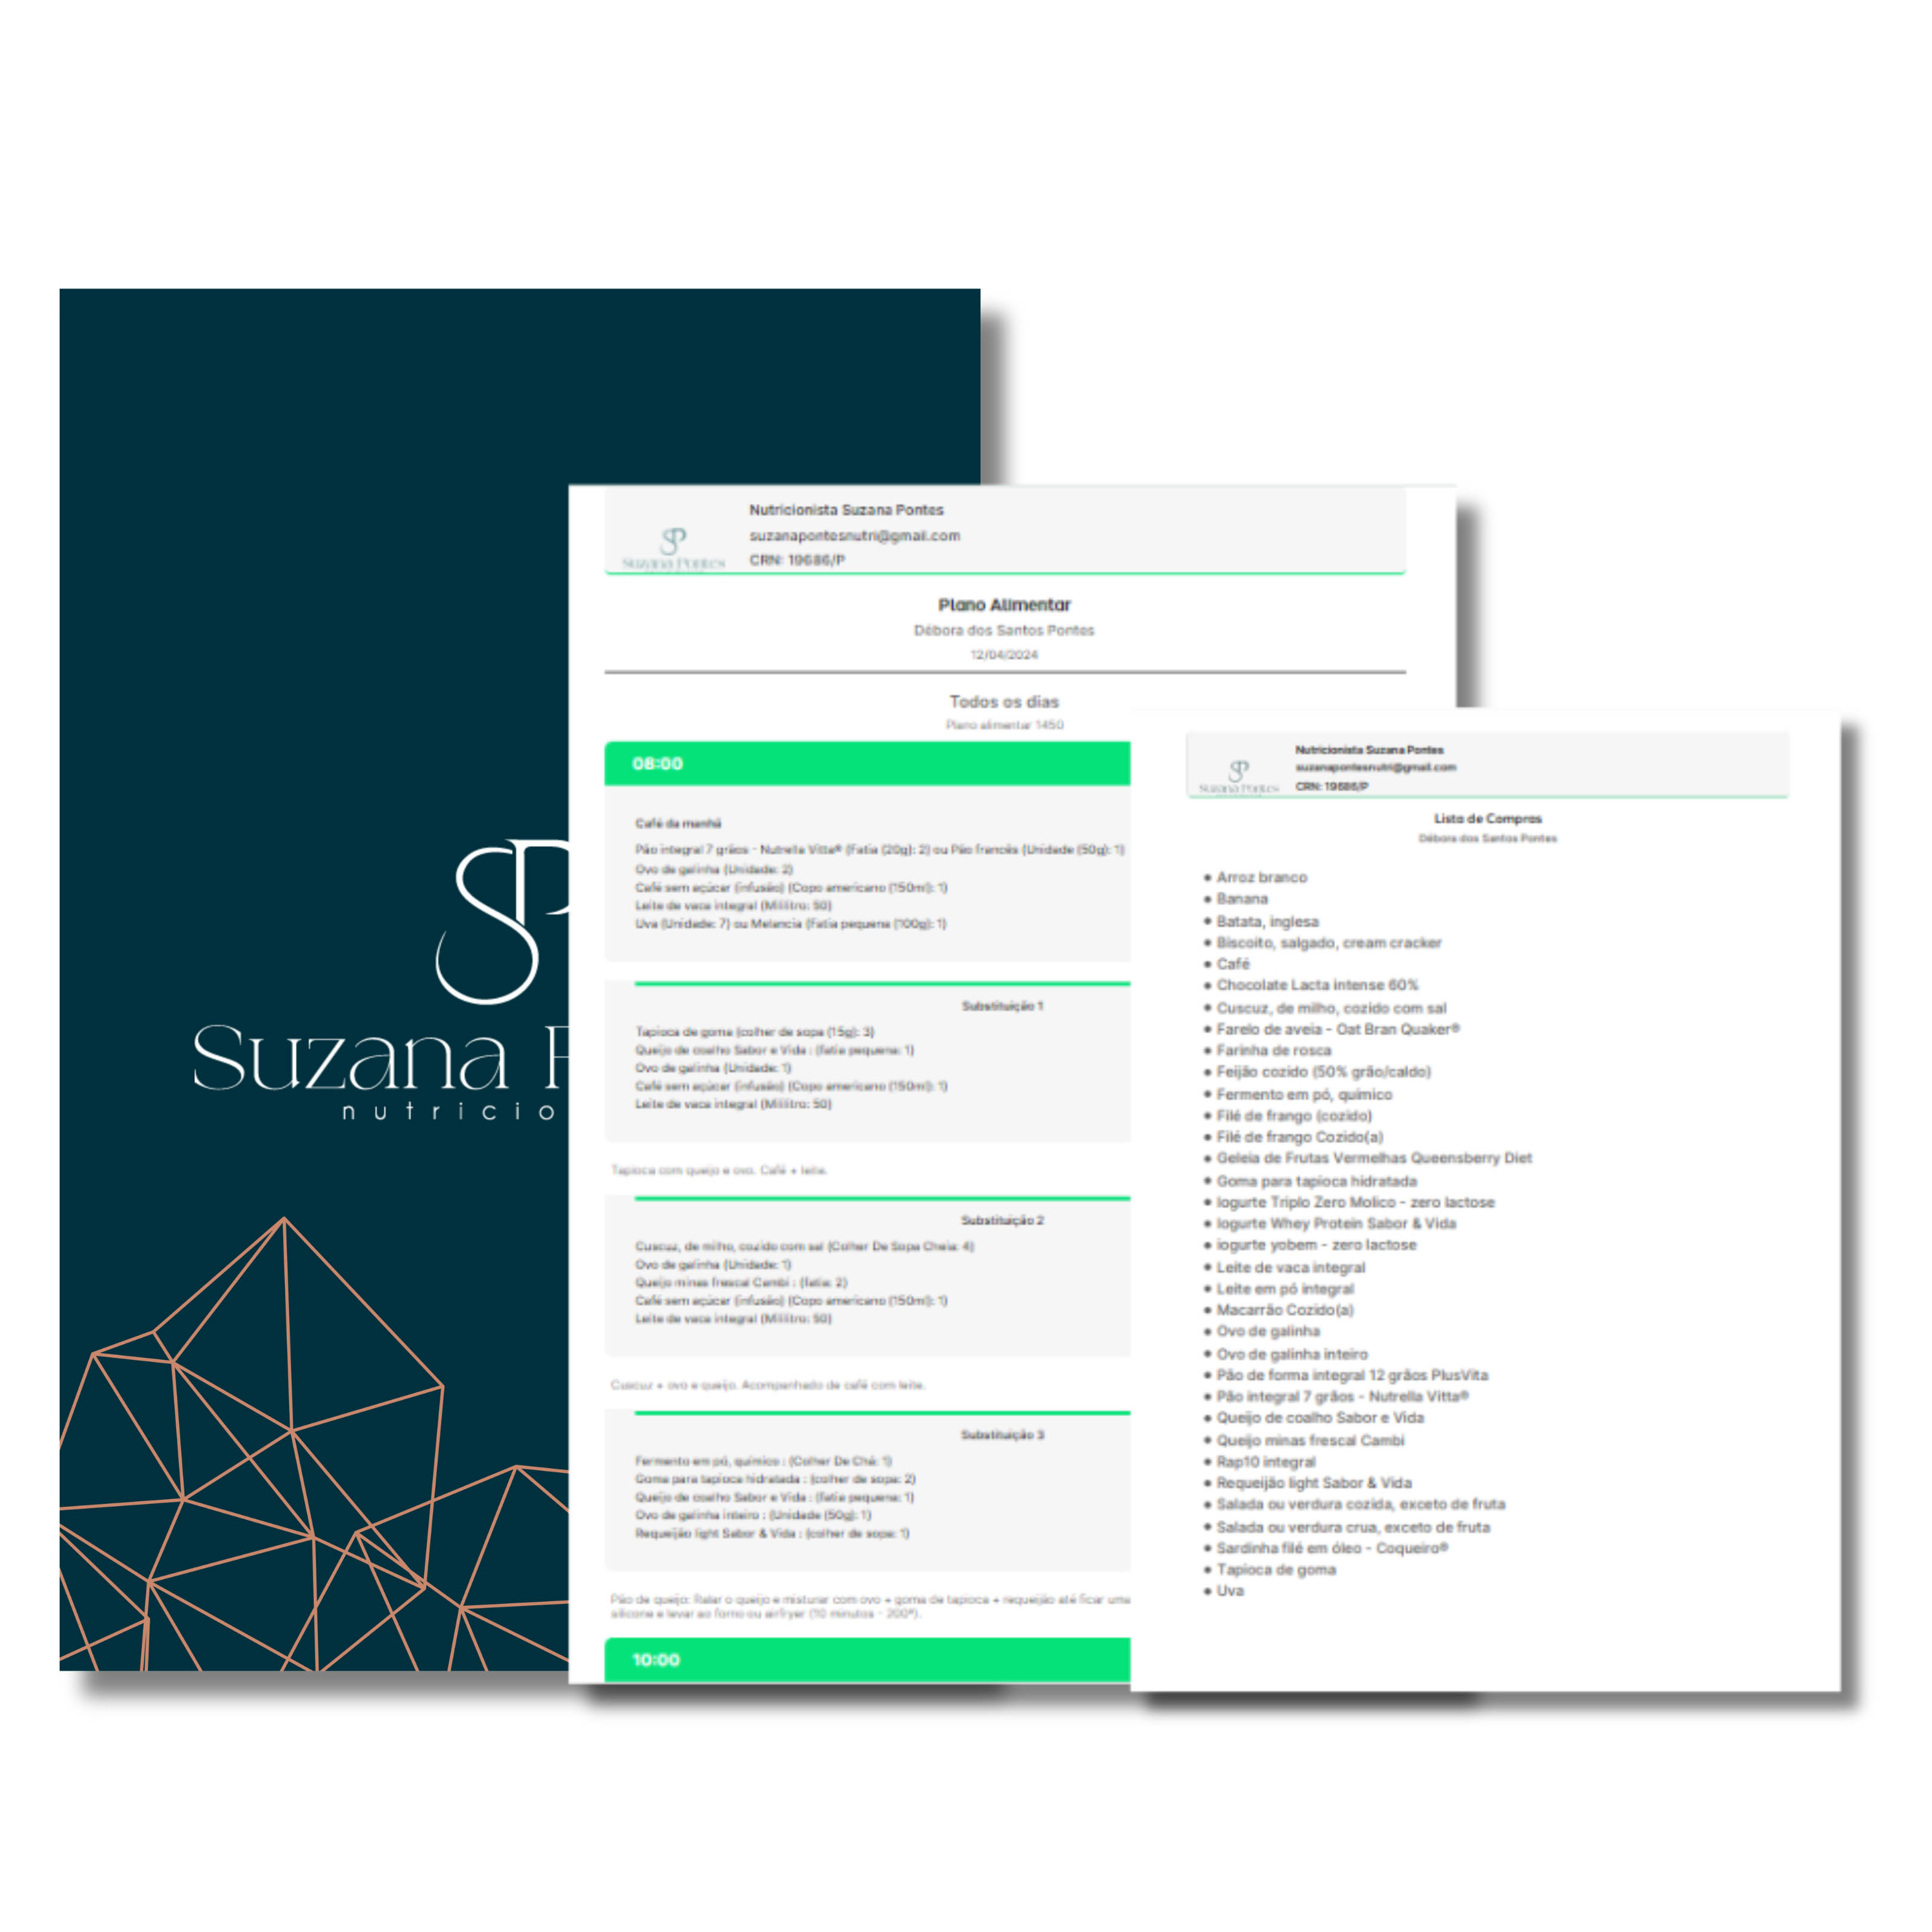 SP
Suzana P
nutricio
SP
Suzana Pontes
Nutricionista Suzana Pontes
suzanapontesnutri@gmail.com
CRN: 19686/P
Plano Alimentar
Débora dos Santos Pontes
12/04/2024
Todos os dias
Plano alimentar 1450
08:00
Café da manhã
Pão integral 7 grãos - Nutrella Vitta® (Fatia (20g): 2) ou Pão francês (Unidade (50g): 1)
Ovo de galinha (Unidade: 2)
Café sem açúcar (infusão) (Copo americano (150ml): 1)
Leite de vaca integral (Mililitro: 50)
Uva (Unidade: 7) ou Melancia (Fatia pequena (100g): 1)
Substituição 1
Tapioca de goma (colher de sopa (15g): 3)
Queijo de coalho Sabor e Vida : (fatia pequena: 1)
Ovo de galinha (Unidade: 1)
Café sem açúcar (infusão) (Copo americano (150ml): 1)
Leite de vaca integral (Mililitro: 50)
Tapioca com queijo e ovo. Café + leite.
Substituição 2
Cuscuz, de milho, cozido com sal (Colher De Sopa Cheia: 4)
Ovo de galinha (Unidade: 1)
Queijo minas frescal Cambi : (fatia: 2)
Café sem açúcar (infusão) (Copo americano (150ml): 1)
Leite de vaca integral (Mililitro: 50)
Cuscuz + ovo e queijo. Acompanhado de café com leite.
Substituição 3
Fermento em pó, químico : (Colher De Chá: 1)
Goma para tapioca hidratada : (colher de sopa: 2)
Queijo de coalho Sabor e Vida : (fatia pequena: 1)
Ovo de galinha inteiro : (Unidade (50g): 1)
Requeijão light Sabor & Vida : (colher de sopa: 1)
Pão de queijo: Ralar o queijo e misturar com ovo + goma de tapioca + requeijão até ficar uma
silicone e levar ao forno ou airfryer (10 minutos - 200º).
10:00
SP
Suzana Pontes
Nutricionista Suzana Pontes
suzanapontesnutri@gmail.com
CRN: 19686/P
Lista de Compras
Débora dos Santos Pontes
• Arroz branco
• Banana
• Batata, inglesa
• Biscoito, salgado, cream cracker
• Café
• Chocolate Lacta intense 60%
• Cuscuz, de milho, cozido com sal
• Farelo de aveia - Oat Bran Quaker®
• Farinha de rosca
• Feijão cozido (50% grão/caldo)
• Fermento em pó, químico
• Filé de frango (cozido)
• Filé de frango Cozido(a)
• Geleia de Frutas Vermelhas Queensberry Diet
• Goma para tapioca hidratada
• Iogurte Triplo Zero Molico - zero lactose
• Iogurte Whey Protein Sabor & Vida
• iogurte yobem - zero lactose
• Leite de vaca integral
• Leite em pó integral
• Macarrão Cozido(a)
• Ovo de galinha
• Ovo de galinha inteiro
• Pão de forma integral 12 grãos PlusVita
• Pão integral 7 grãos - Nutrella Vitta®
• Queijo de coalho Sabor e Vida
• Queijo minas frescal Cambi
• Rap10 integral
• Requeijão light Sabor & Vida
• Salada ou verdura cozida, exceto de fruta
• Salada ou verdura crua, exceto de fruta
• Sardinha filé em óleo - Coqueiro®
• Tapioca de goma
• Uva